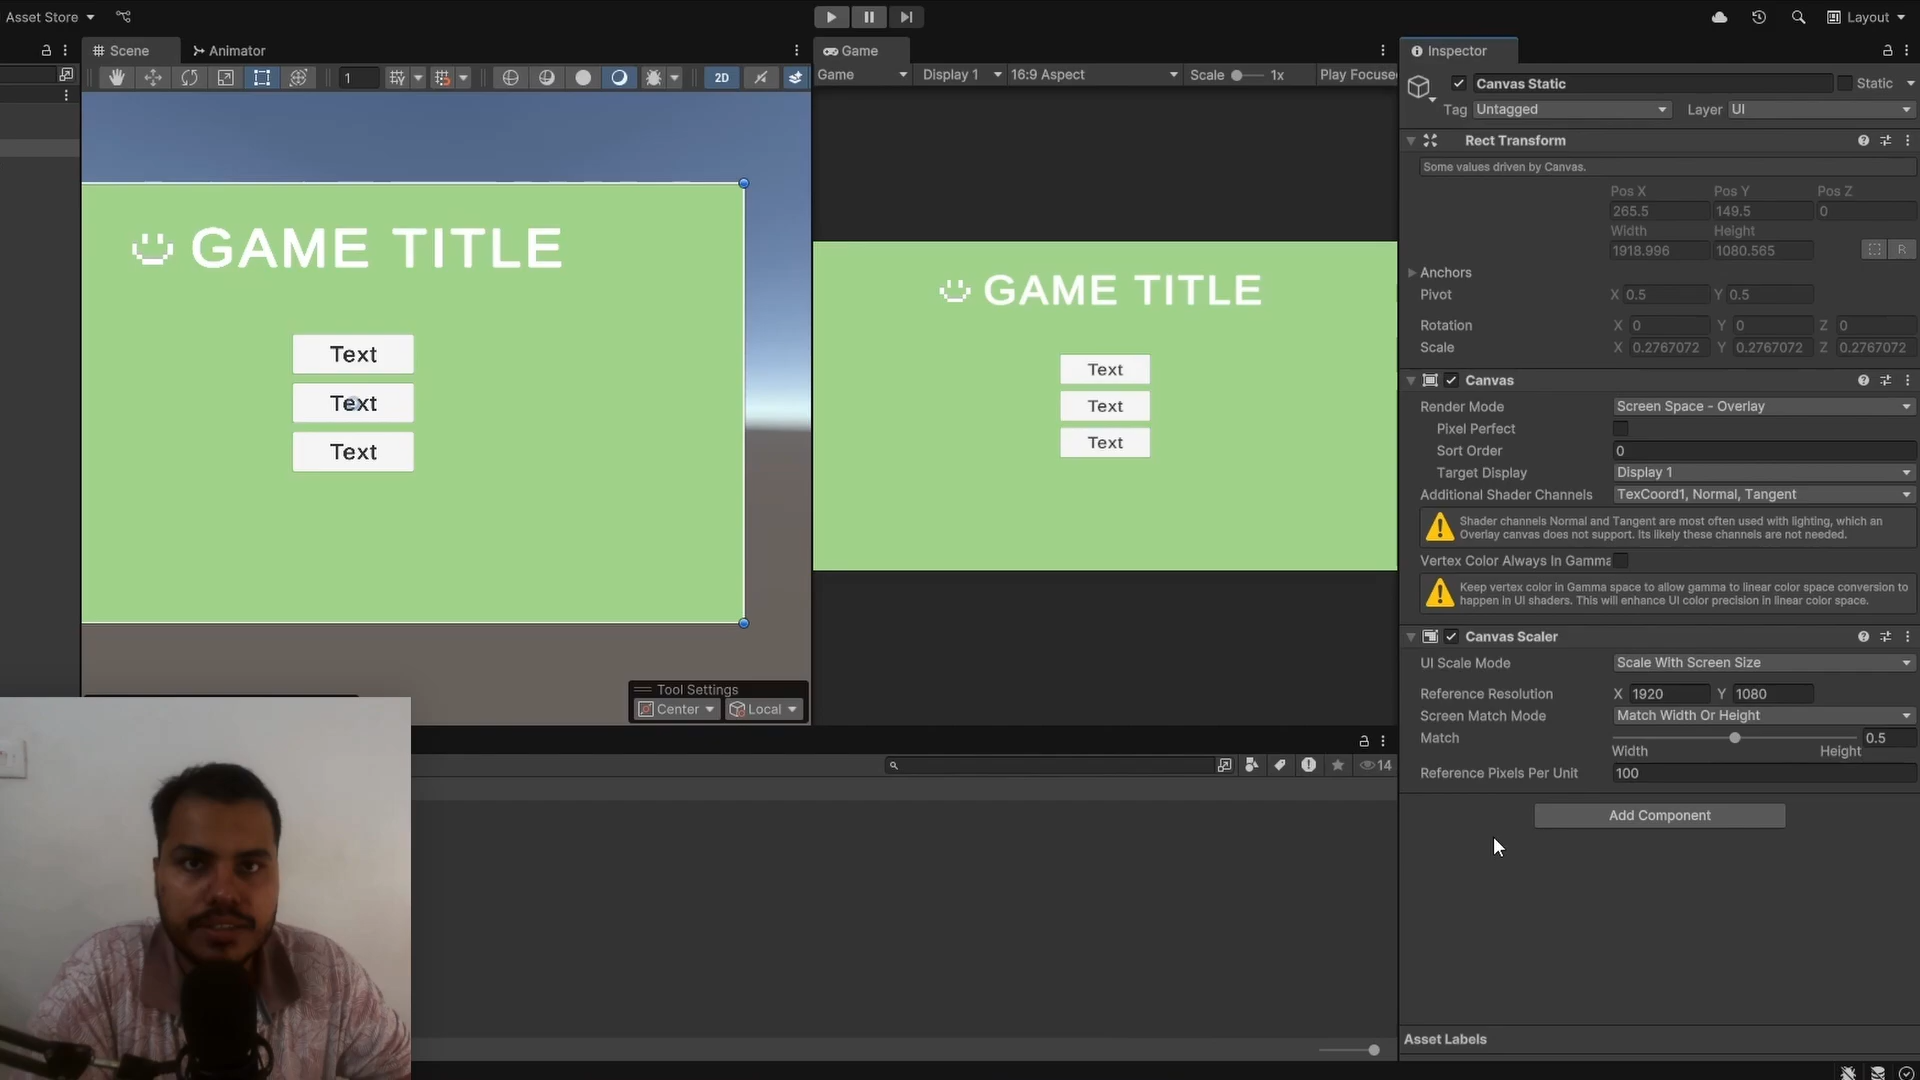 Asset Store
Layout
Scene
Animator
Game
Inspector
1
2D
Game
Display 1
16:9 Aspect
Scale
1x
Play Focuse
Canvas Static
Static
Tag
Untagged
Layer
UI
Rect Transform
Some values driven by Canvas.
Pos X
Pos Y
Pos Z
265.5
149.5
0
Width
Height
1918.996
1080.565
R
Anchors
Pivot
X 0.5
Y 0.5
Rotation
X 0
Y 0
Z 0
Scale
X 0.2767072
Y 0.2767072
Z 0.2767072
GAME TITLE
Text
Text
Text
GAME TITLE
Text
Text
Text
Canvas
Render Mode
Screen Space - Overlay
Pixel Perfect
Sort Order
0
Target Display
Display 1
Additional Shader Channels
TexCoord1, Normal, Tangent
Shader channels Normal and Tangent are most often used with lighting, which an
Overlay canvas does not support. Its likely these channels are not needed.
Vertex Color Always In Gamma
Keep vertex color in Gamma space to allow gamma to linear color space conversion to
happen in UI shaders. This will enhance UI color precision in linear color space.
Canvas Scaler
UI Scale Mode
Scale With Screen Size
Reference Resolution
X 1920
Y 1080
Screen Match Mode
Match Width Or Height
Match
0.5
Width
Height
Reference Pixels Per Unit
100
Add Component
Tool Settings
Center
Local
14
Asset Labels